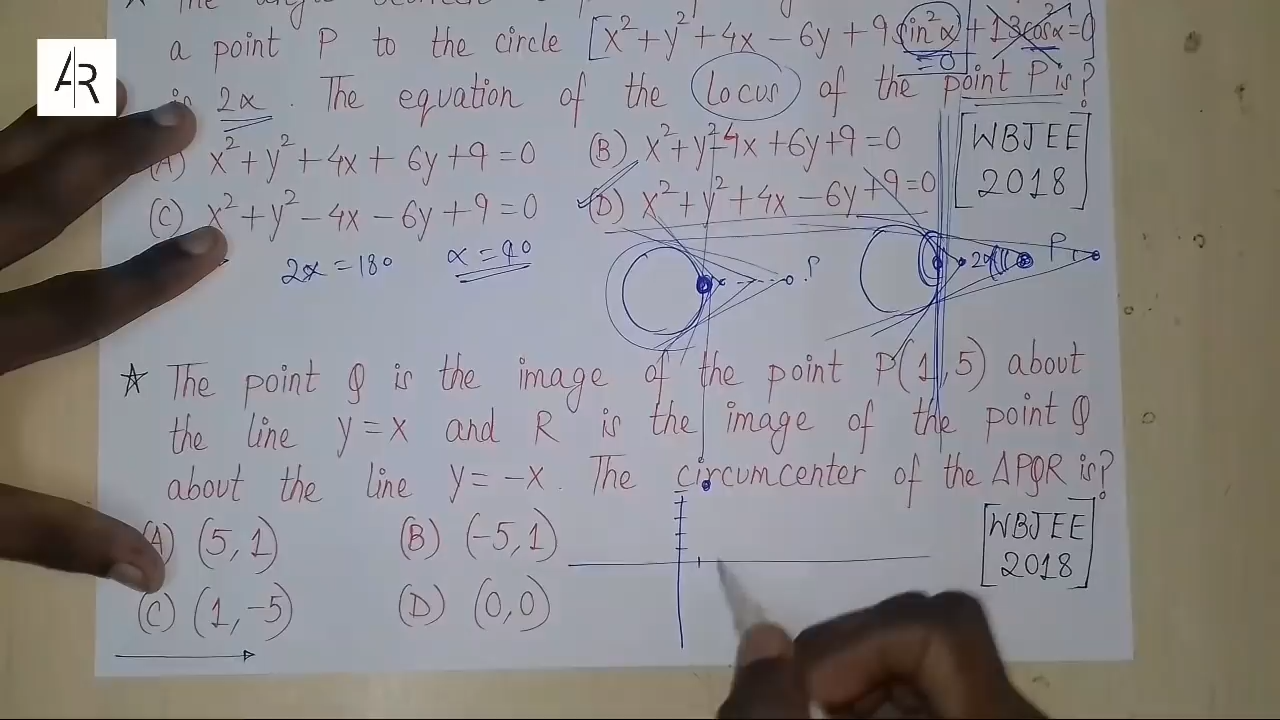 AR
a point P to the circle [x²+y²+4x-6y+9 sin²α+13cos²α=0
=0
is 2α. The equation of the locus of the point P is?
(A) x²+y²+4x+6y+9=0 (B) x²+y²-4x+6y+9=0
(C) x²+y²-4x-6y+9=0 (D) x²+y²+4x-6y+9=0
[WBJEE 2018]
2α=180 α=90
P
2α P
☆ The point Q is the image of the point P(1,5) about
the line y=x and R is the image of the point Q
about the line y=-x. The circumcenter of the ΔPQR is?
(A) (5,1) (B) (-5,1)
(C) (1,-5) (D) (0,0)
[WBJEE 2018]